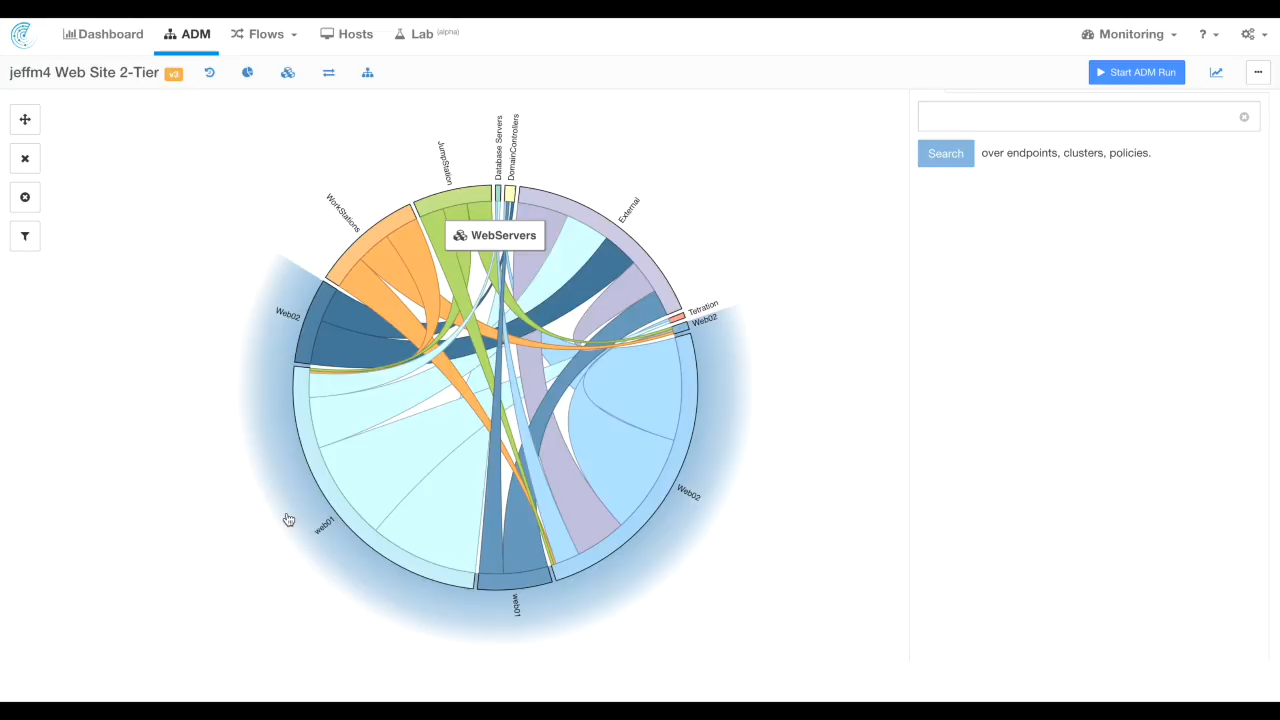 Dashboard ADM Flows Hosts Lab (alpha) Monitoring ?
jeffm4 Web Site 2-Tier v3 Start ADM Run
Search over endpoints, clusters, policies.
Database Servers
DomainControllers
JumpStation
WorkStations
External
WebServers
Tetration
Web02
Web02
Web02
web01
web01